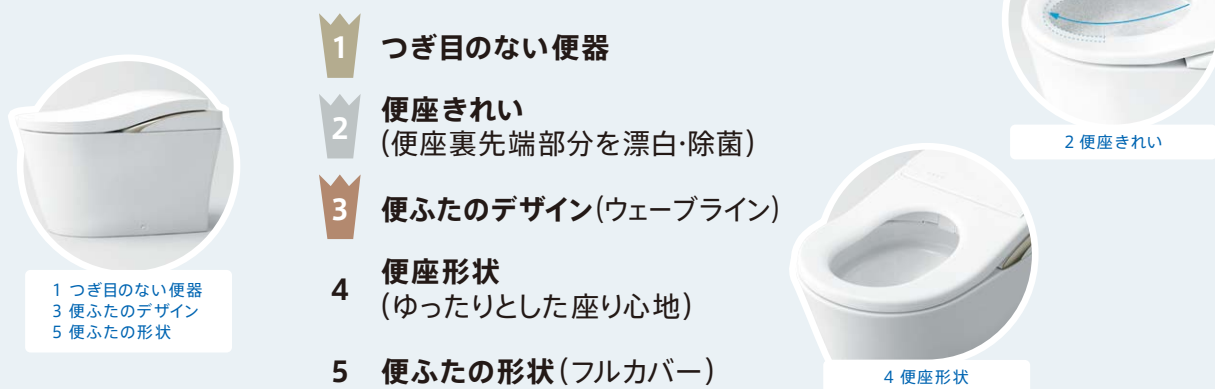 1 つぎ目のない便器
2 便座きれい
(便座裏先端部分を漂白･除菌)
3 便ふたのデザイン(ウェーブライン)
4 便座形状
(ゆったりとした座り心地)
5 便ふたの形状(フルカバー)
1 つぎ目のない便器
3 便ふたのデザイン
5 便ふたの形状
2 便座きれい
4 便座形状